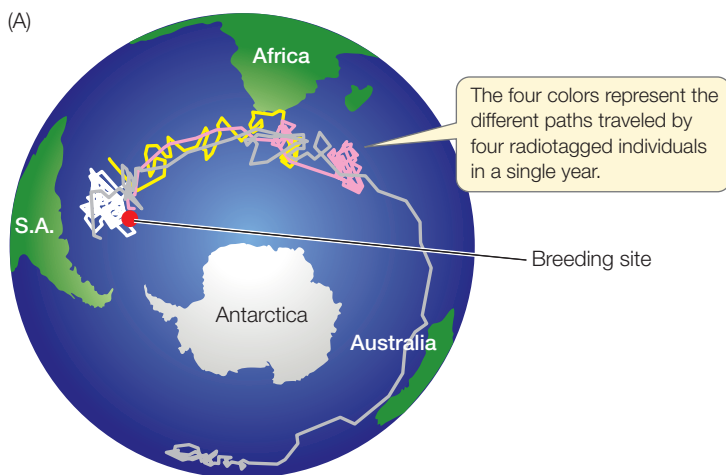 (A)
Africa
The four colors represent the
different paths traveled by
four radiotagged individuals
in a single year.
S.A.
Breeding site
Antarctica
Australia